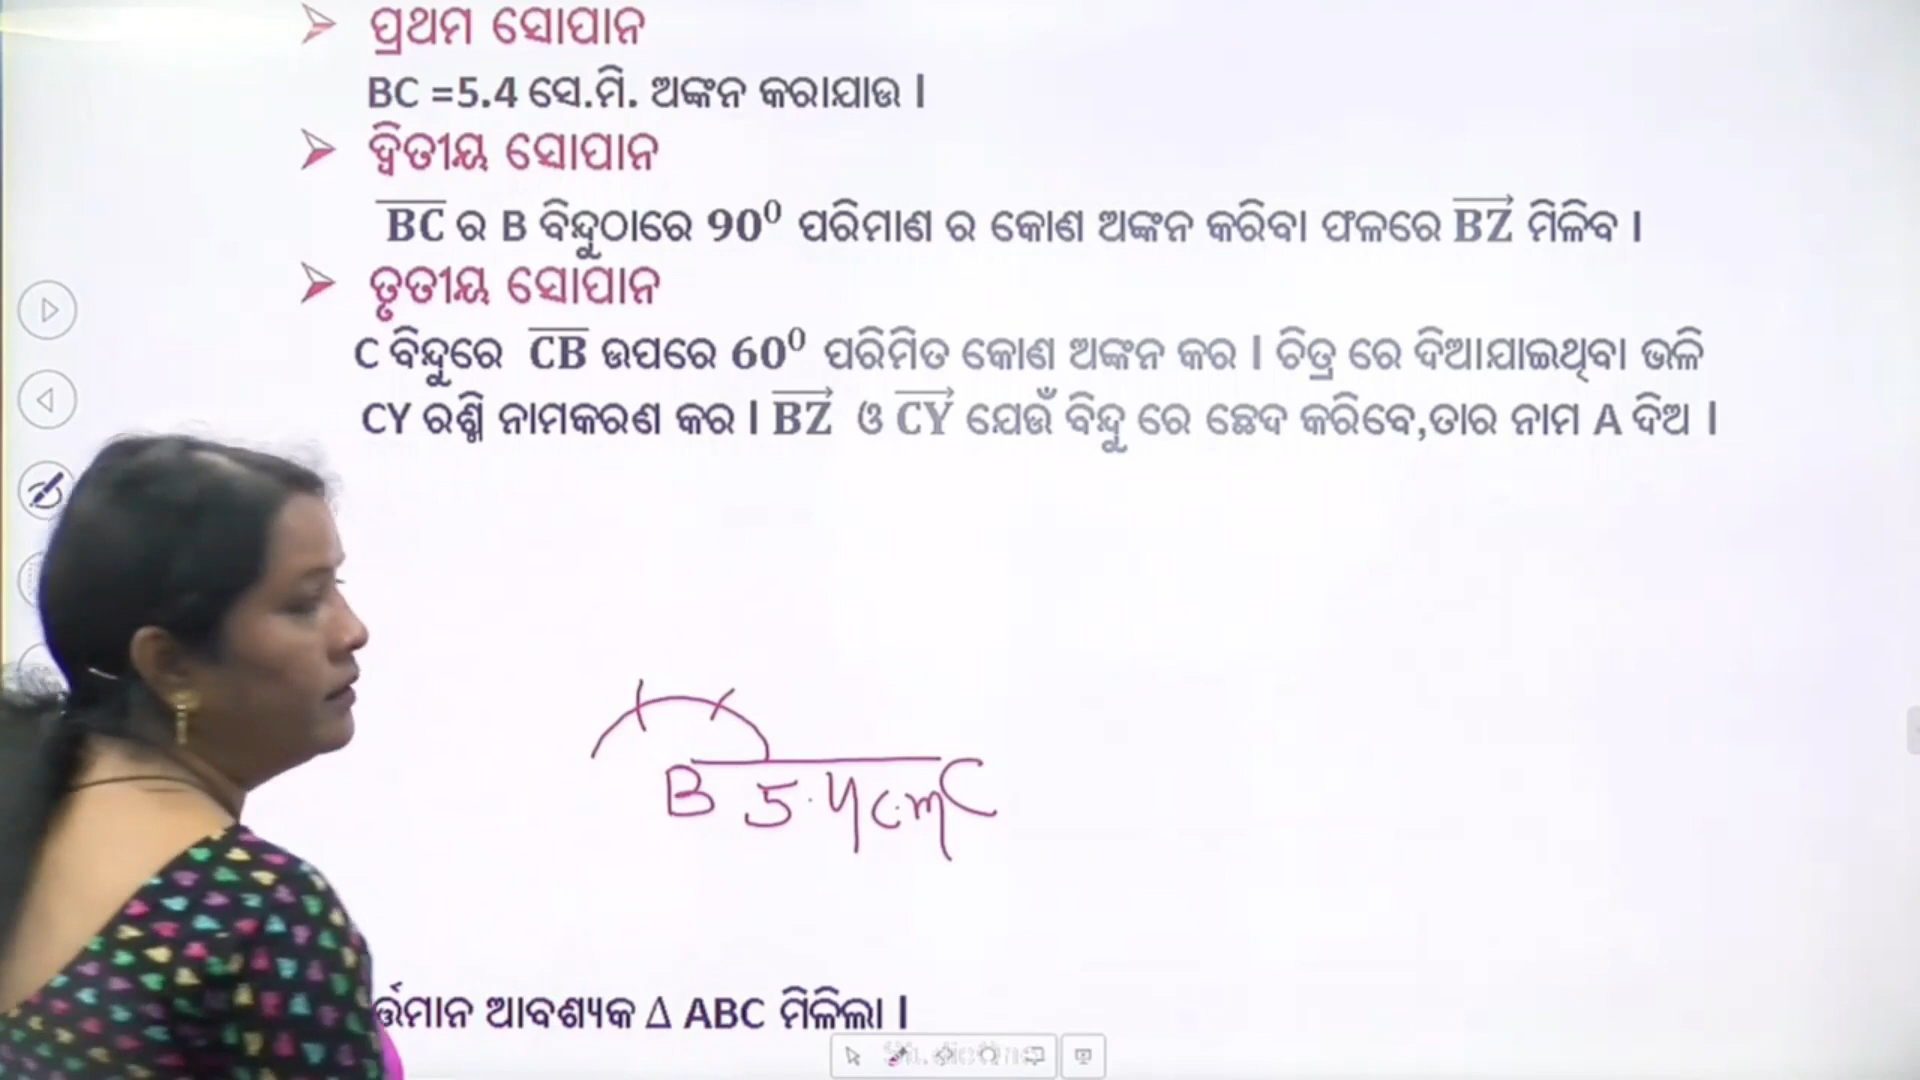 ପ୍ରଥମ ସୋପାନ
BC =5.4 ସେ.ମି. ଅଙ୍କନ କରାଯାଉ |
ଦ୍ଵିତୀୟ ସୋପାନ
BC ର B ବିନ୍ଦୁଠାରେ 90⁰ ପରିମାଣ ର କୋଣ ଅଙ୍କନ କରିବା ଫଳରେ BZ ମିଳିବ |
ତୃତୀୟ ସୋପାନ
C ବିନ୍ଦୁରେ CB ଉପରେ 60⁰ ପରିମିତ କୋଣ ଅଙ୍କନ କର | ଚିତ୍ର ରେ ଦିଆଯାଇଥିବା ଭଳି
CY ରଶ୍ମି ନାମକରଣ କର | BZ ଓ CY ଯେଉଁ ବିନ୍ଦୁ ରେ ଛେଦ କରିବେ,ତାର ନାମ A ଦିଅ |
B 5.4 c.m C
ର୍ତ୍ତମାନ ଆବଶ୍ୟକ Δ ABC ମିଳିଲା |